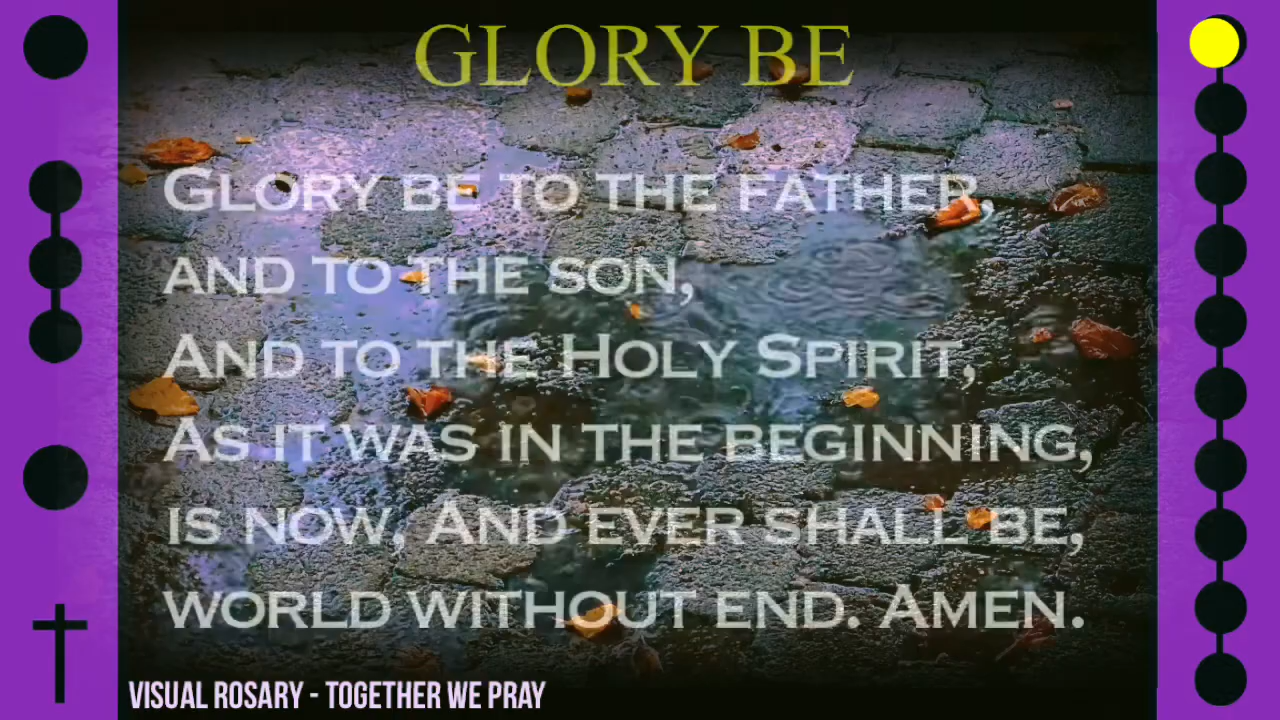 GLORY BE
GLORY BE TO THE FATHER,
AND TO THE SON,
AND TO THE HOLY SPIRIT,
AS IT WAS IN THE BEGINNING,
IS NOW, AND EVER SHALL BE,
WORLD WITHOUT END. AMEN.
VISUAL ROSARY - TOGETHER WE PRAY